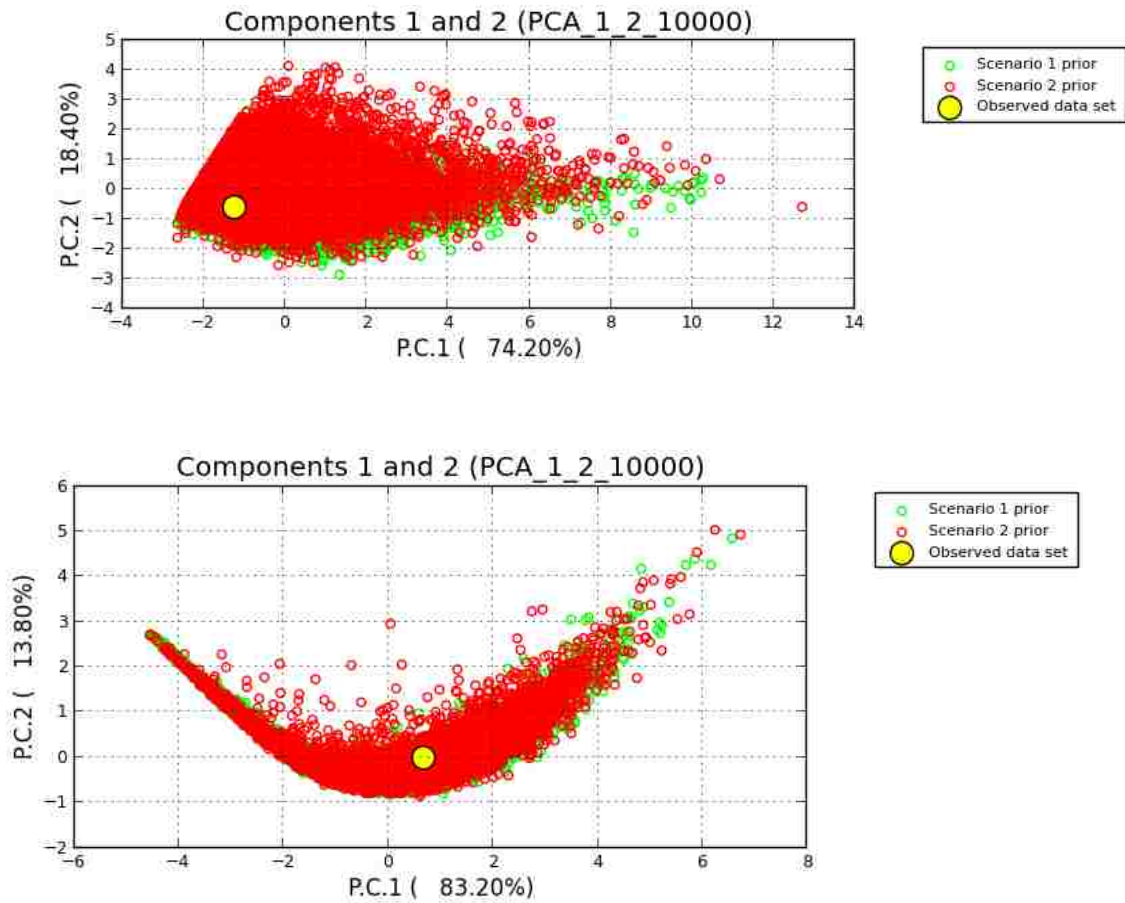 Components 1 and 2 (PCA_1_2_10000)
Scenario 1 prior
Scenario 2 prior
Observed data set
P.C.2 (   18.40%)
5
4
3
2
1
0
−1
−2
−3
−4
−4 −2 0 2 4 6 8 10 12 14
P.C.1 (   74.20%)
Components 1 and 2 (PCA_1_2_10000)
Scenario 1 prior
Scenario 2 prior
Observed data set
P.C.2 (   13.80%)
6
5
4
3
2
1
0
−1
−2
−6 −4 −2 0 2 4 6 8
P.C.1 (   83.20%)